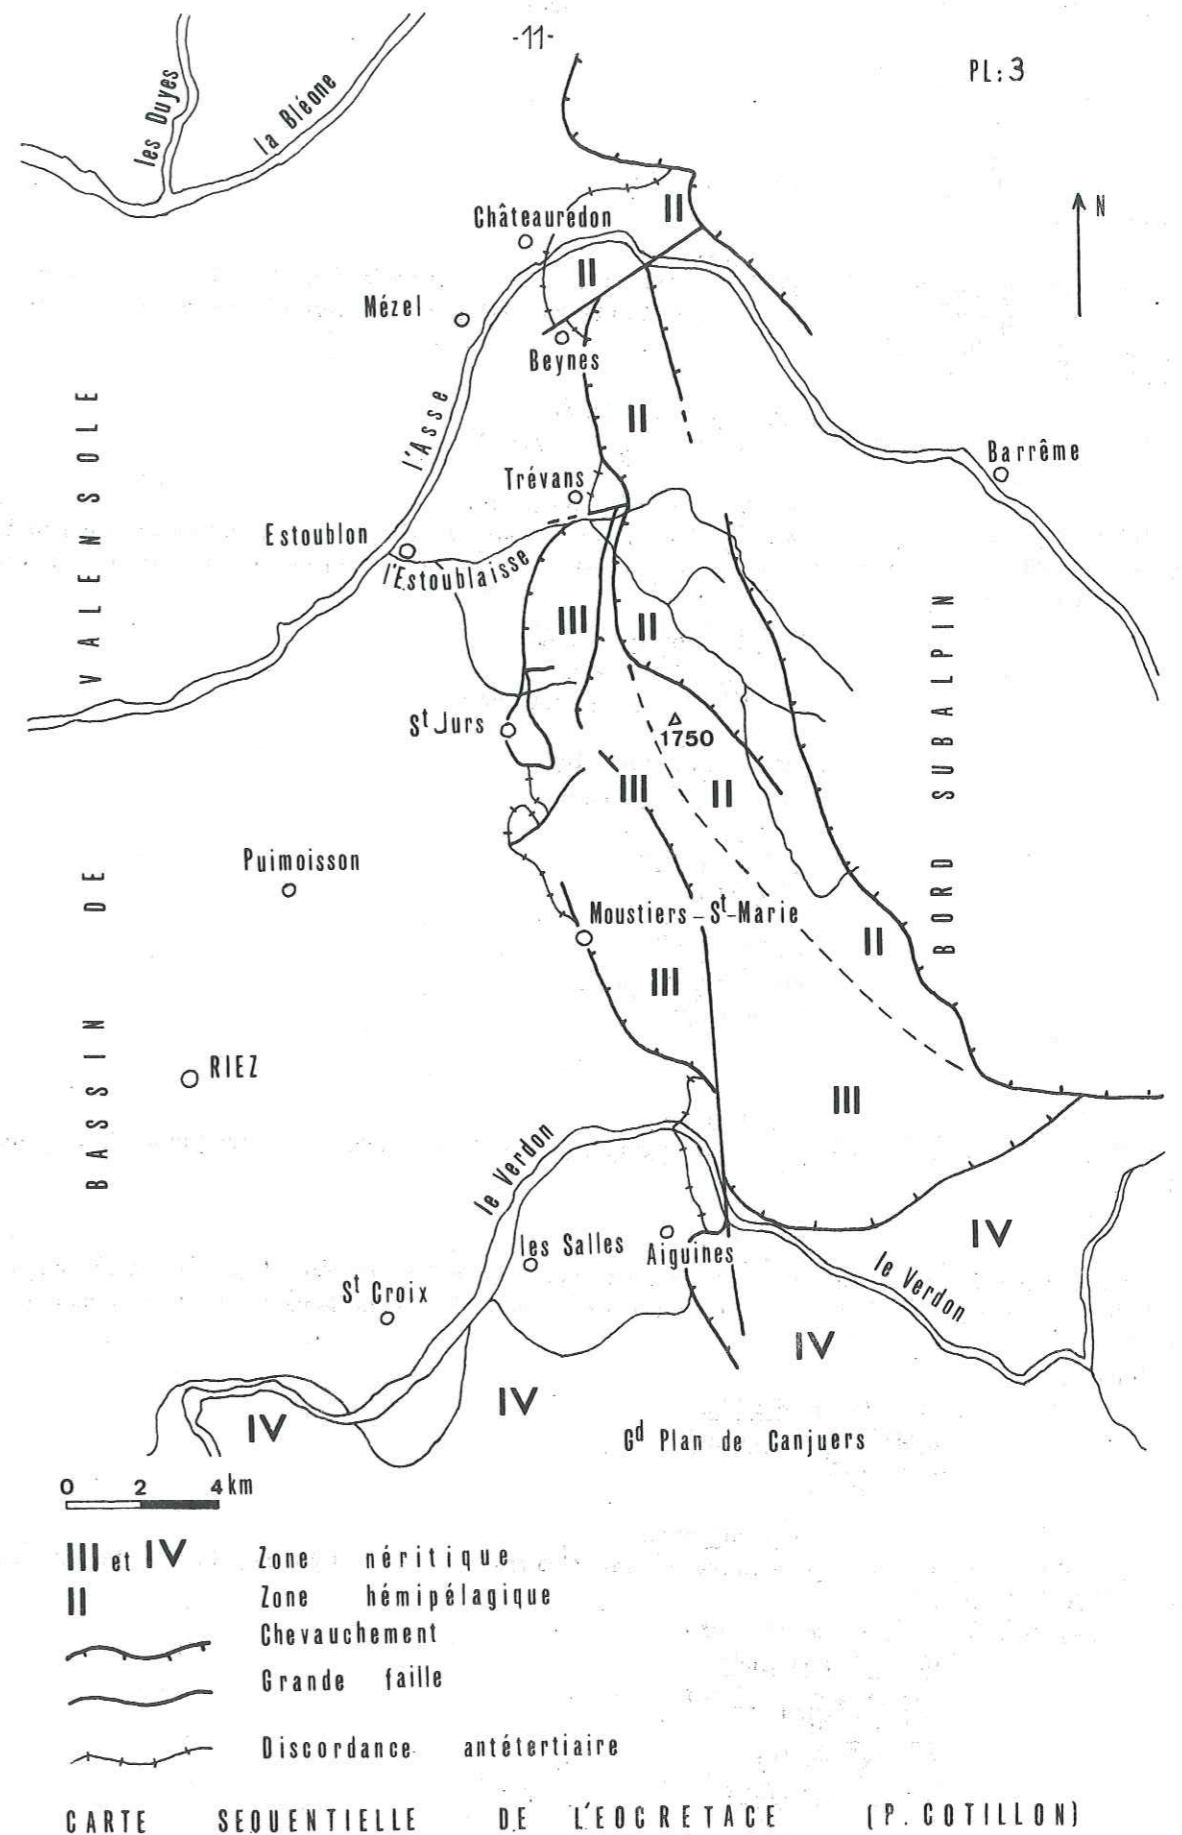 -11-
PL: 3
les Duyes
la Bléone
N
II
Châteaurédon
II
Mézel
Beynes
l'Asse
II
Barrême
Trévans
Estoublon
l'Estoublaisse
III
II
St Jurs
1750
III
II
Puimoisson
Moustiers-St-Marie
II
III
RIEZ
III
le Verdon
IV
les Salles
Aiguines
le Verdon
St Croix
IV
IV
IV
Gd Plan de Canjuers
BASSIN DE VALENSOLE
BORD SUBALPIN
0 2 4 km
III et IV Zone néritique
II Zone hémipélagique
Chevauchement
Grande faille
Discordance antétertiaire
CARTE SEQUENTIELLE DE L'EOCRETACE (P. COTILLON)